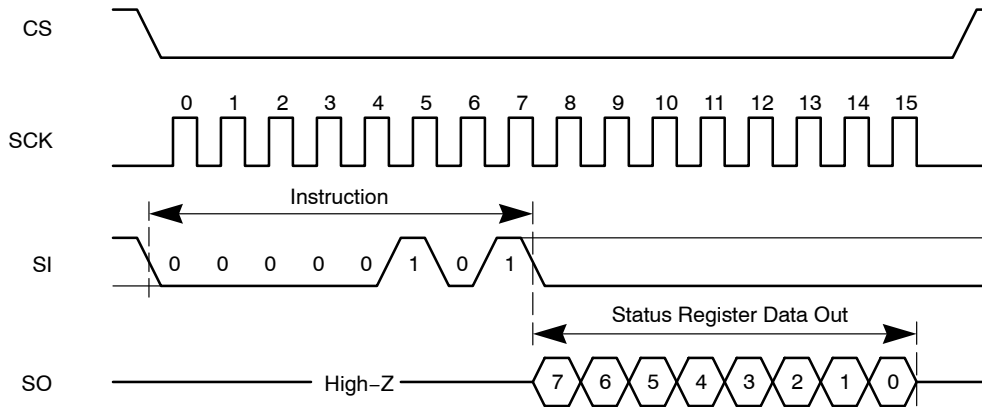 CS
0 1 2 3 4 5 6 7 8 9 10 11 12 13 14 15
SCK
Instruction
SI 0 0 0 0 0 1 0 1
Status Register Data Out
SO High−Z 7 6 5 4 3 2 1 0